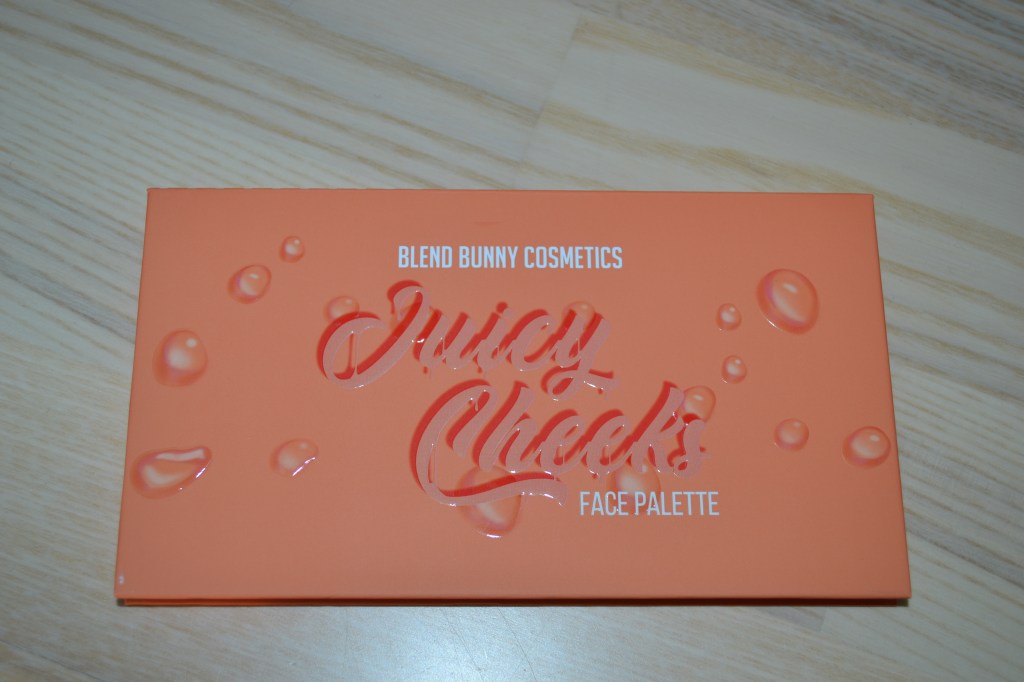 BLEND BUNNY COSMETICS
Juicy
Cheeks
FACE PALETTE